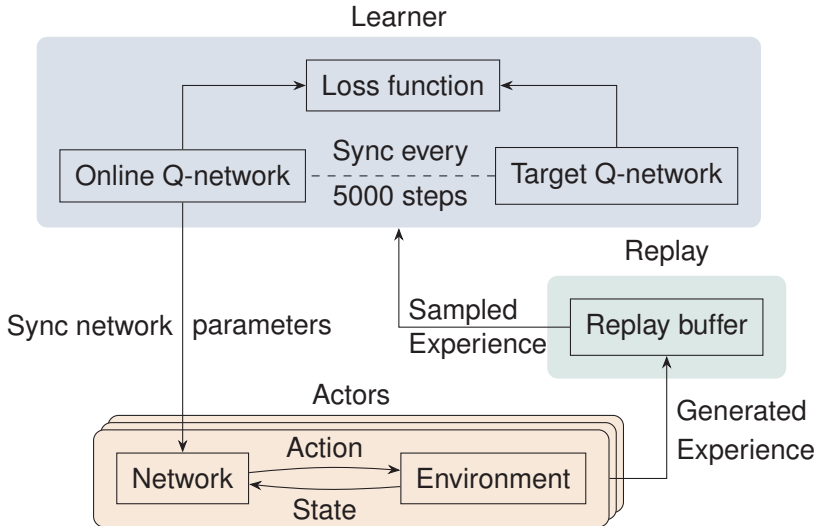 Learner
Loss function
Online Q-network
Sync every
5000 steps
Target Q-network
Replay
Replay buffer
Sampled
Experience
Sync network parameters
Actors
Generated
Experience
Action
Network
Environment
State